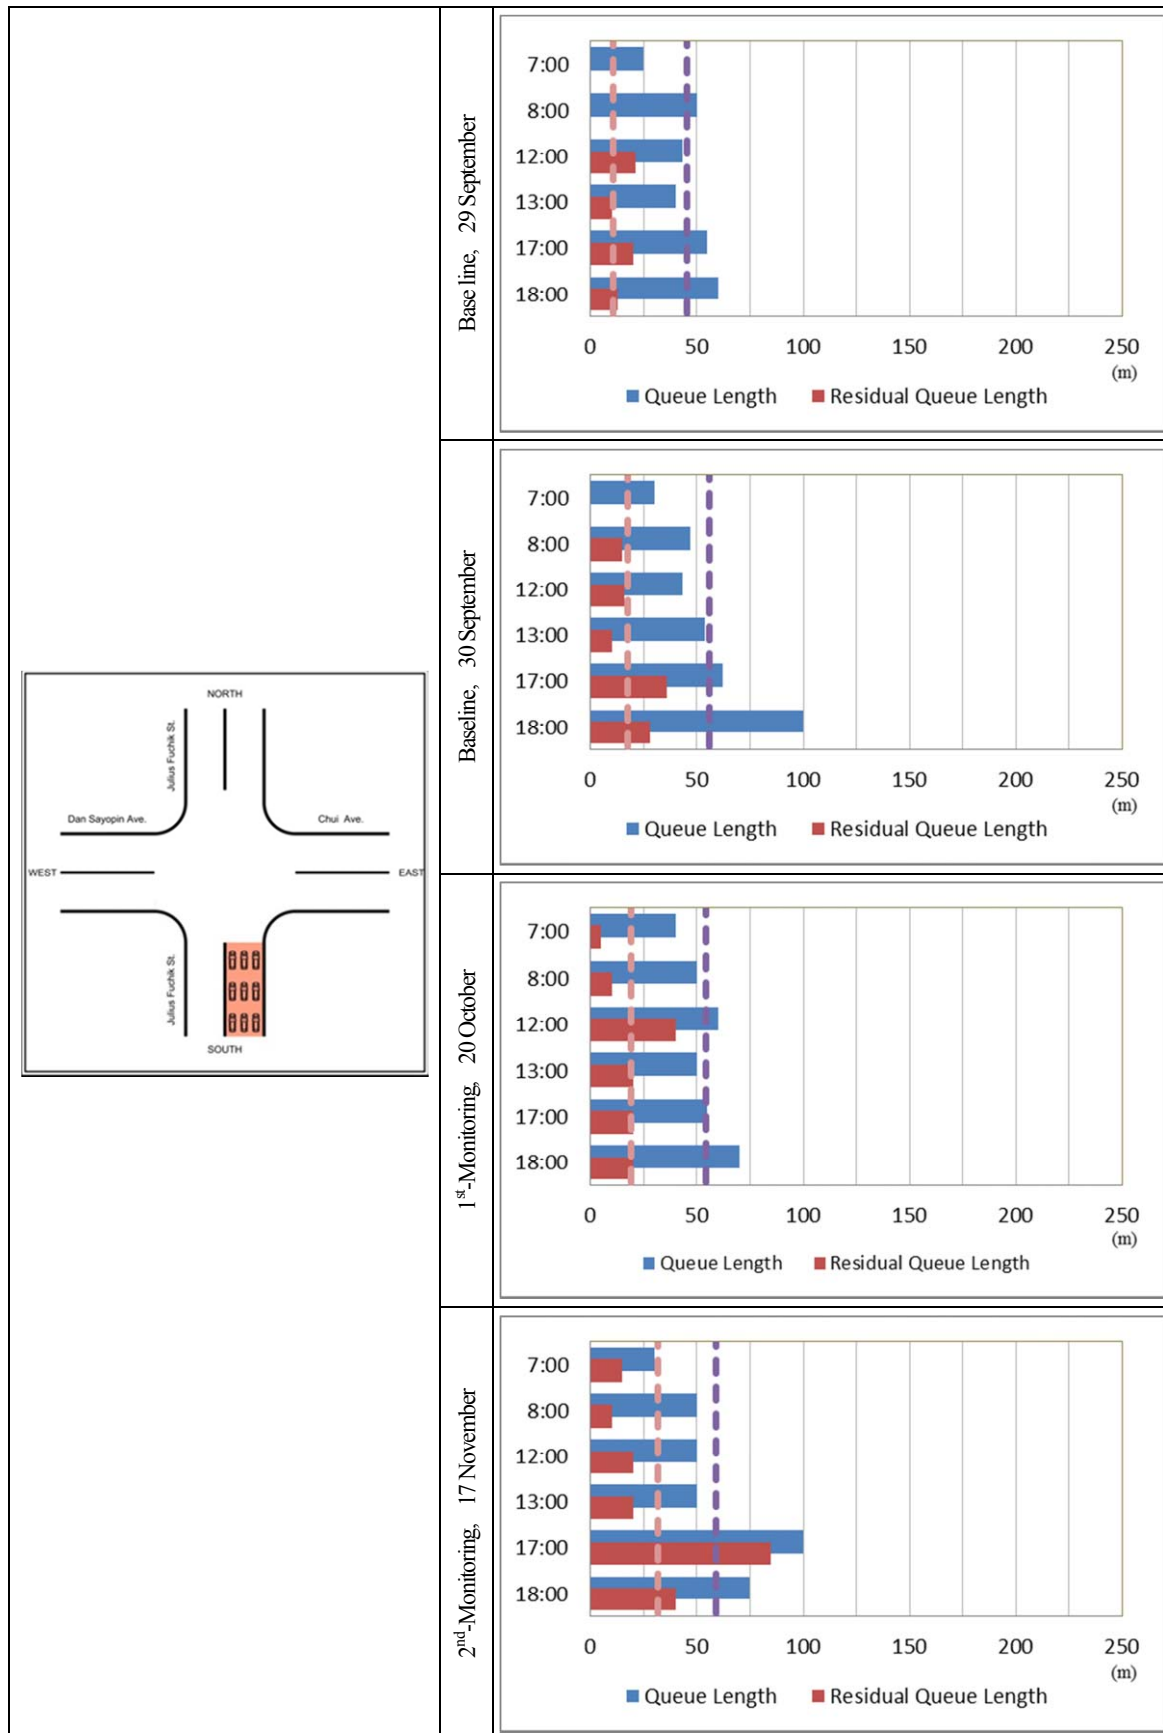 NORTH
Julius Fuchik St.
Dan Sayopin Ave.
Chui Ave.
WEST
EAST
Julius Fuchik St.
SOUTH
Base line, 29 September
7:00
8:00
12:00
13:00
17:00
18:00
0 50 100 150 200 250
(m)
Queue Length Residual Queue Length
Baseline, 30 September
7:00
8:00
12:00
13:00
17:00
18:00
0 50 100 150 200 250
(m)
Queue Length Residual Queue Length
1st-Monitoring, 20 October
7:00
8:00
12:00
13:00
17:00
18:00
0 50 100 150 200 250
(m)
Queue Length Residual Queue Length
2nd-Monitoring, 17 November
7:00
8:00
12:00
13:00
17:00
18:00
0 50 100 150 200 250
(m)
Queue Length Residual Queue Length